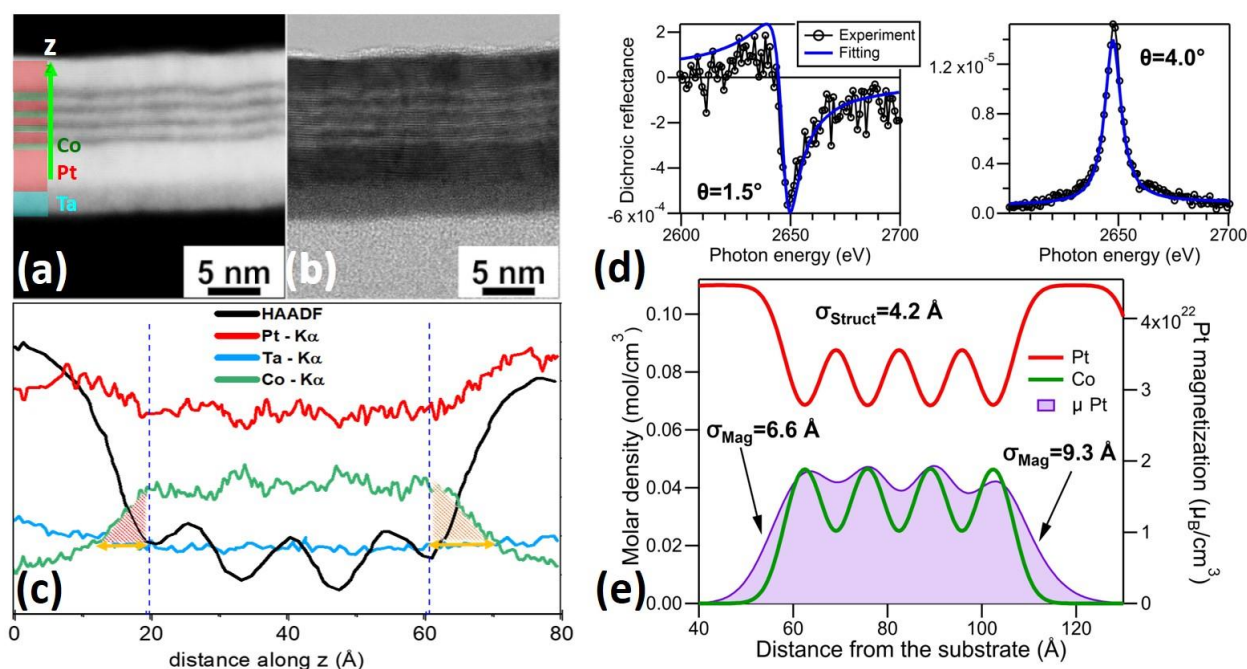 z
Co
Pt
Ta
(a)
5 nm
(b)
5 nm
HAADF
Pt - Kα
Ta - Kα
Co - Kα
(c)
0
20
40
60
80
distance along z (Å)
Dichroic reflectance
2
0
-2
-4
-6 x10⁻⁴
Experiment
Fitting
θ=1.5°
2600
2650
2700
Photon energy (eV)
1.2 x10⁻⁵
0.8
0.4
0.0
θ=4.0°
2650
2700
Photon energy (eV)
(d)
Molar density (mol/cm³)
0.10
0.08
0.06
0.04
0.02
0.00
σStruct=4.2 Å
Pt
Co
μ Pt
σMag=6.6 Å
σMag=9.3 Å
4x10²²
3
2
1
0
Pt magnetization (μB/cm³)
40
60
80
100
120
Distance from the substrate (Å)
(e)